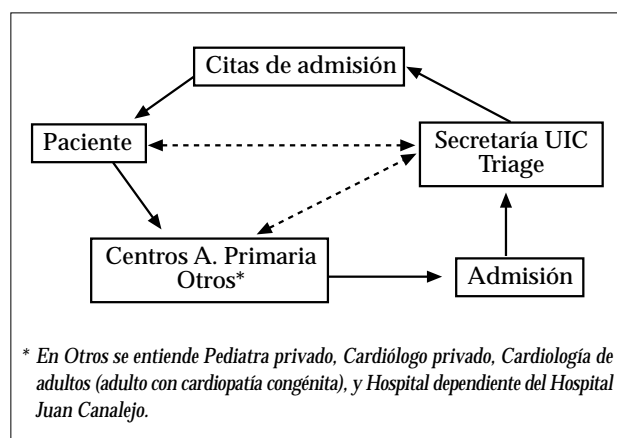 Citas de admisión
Paciente
Secretaría UIC
Triage
Centros A. Primaria
Otros*
Admisión
* En Otros se entiende Pediatra privado, Cardiólogo privado, Cardiología de
adultos (adulto con cardiopatía congénita), y Hospital dependiente del Hospital
Juan Canalejo.